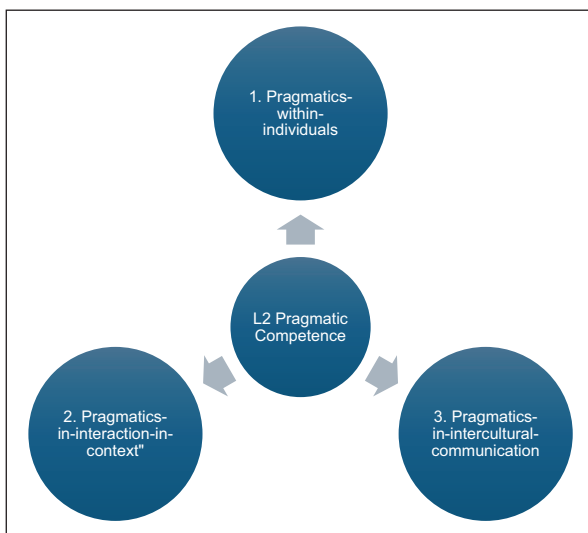 1. Pragmatics-
within-
individuals
L2 Pragmatic
Competence
2. Pragmatics-
in-interaction-in-
context"
3. Pragmatics-
in-intercultural-
communication